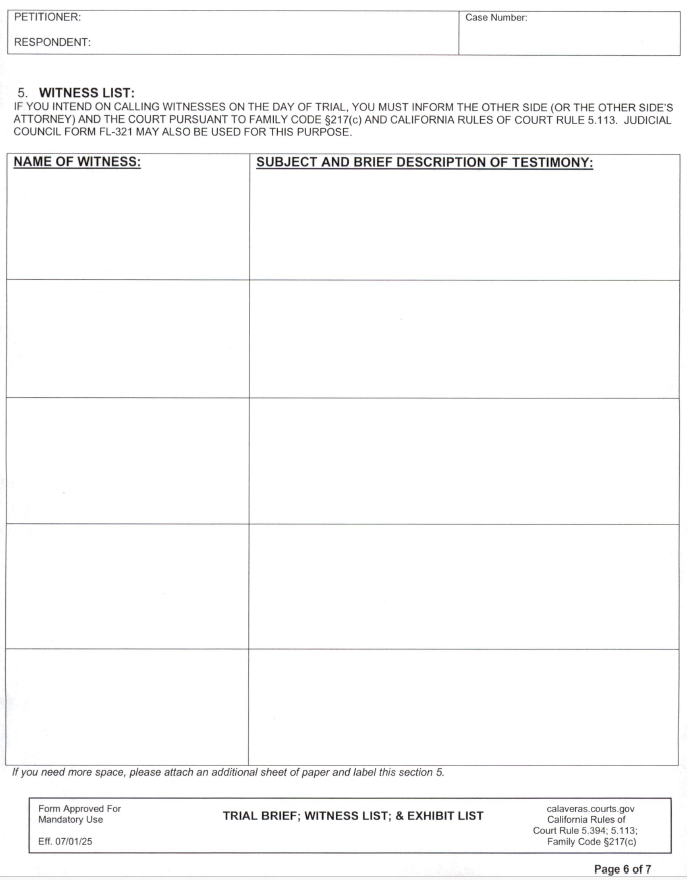 PETITIONER:
Case Number:
RESPONDENT:
5. WITNESS LIST:
IF YOU INTEND ON CALLING WITNESSES ON THE DAY OF TRIAL, YOU MUST INFORM THE OTHER SIDE (OR THE OTHER SIDE'S
ATTORNEY) AND THE COURT PURSUANT TO FAMILY CODE §217(c) AND CALIFORNIA RULES OF COURT RULE 5.113. JUDICIAL
COUNCIL FORM FL-321 MAY ALSO BE USED FOR THIS PURPOSE.
NAME OF WITNESS:
SUBJECT AND BRIEF DESCRIPTION OF TESTIMONY:
If you need more space, please attach an additional sheet of paper and label this section 5.
Form Approved For
Mandatory Use
Eff. 07/01/25
TRIAL BRIEF; WITNESS LIST; & EXHIBIT LIST
calaveras.courts.gov
California Rules of
Court Rule 5.394; 5.113;
Family Code §217(c)
Page 6 of 7